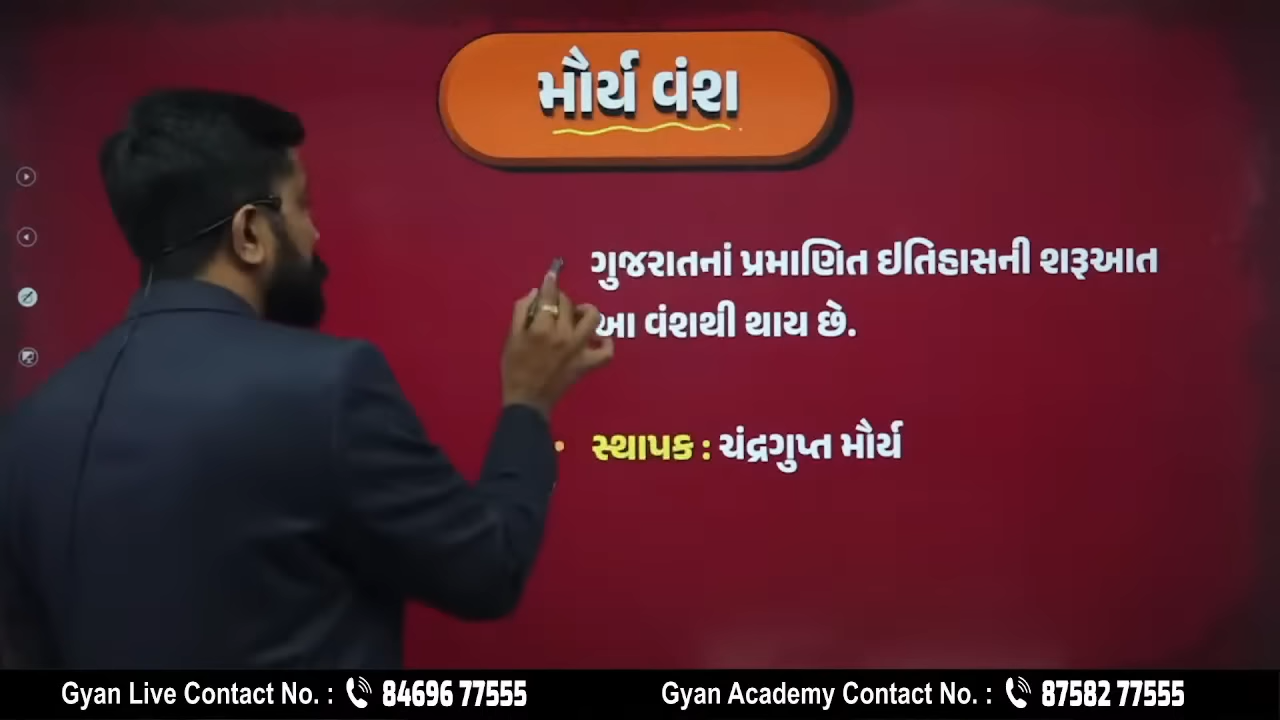 મૌર્ય વંશ
ગુજરાતનાં પ્રમાણિત ઇતિહાસની શરૂઆત
આ વંશથી થાય છે.
• સ્થાપક : ચંદ્રગુપ્ત મૌર્ય
Gyan Live Contact No. : 84696 77555
Gyan Academy Contact No. : 87582 77555